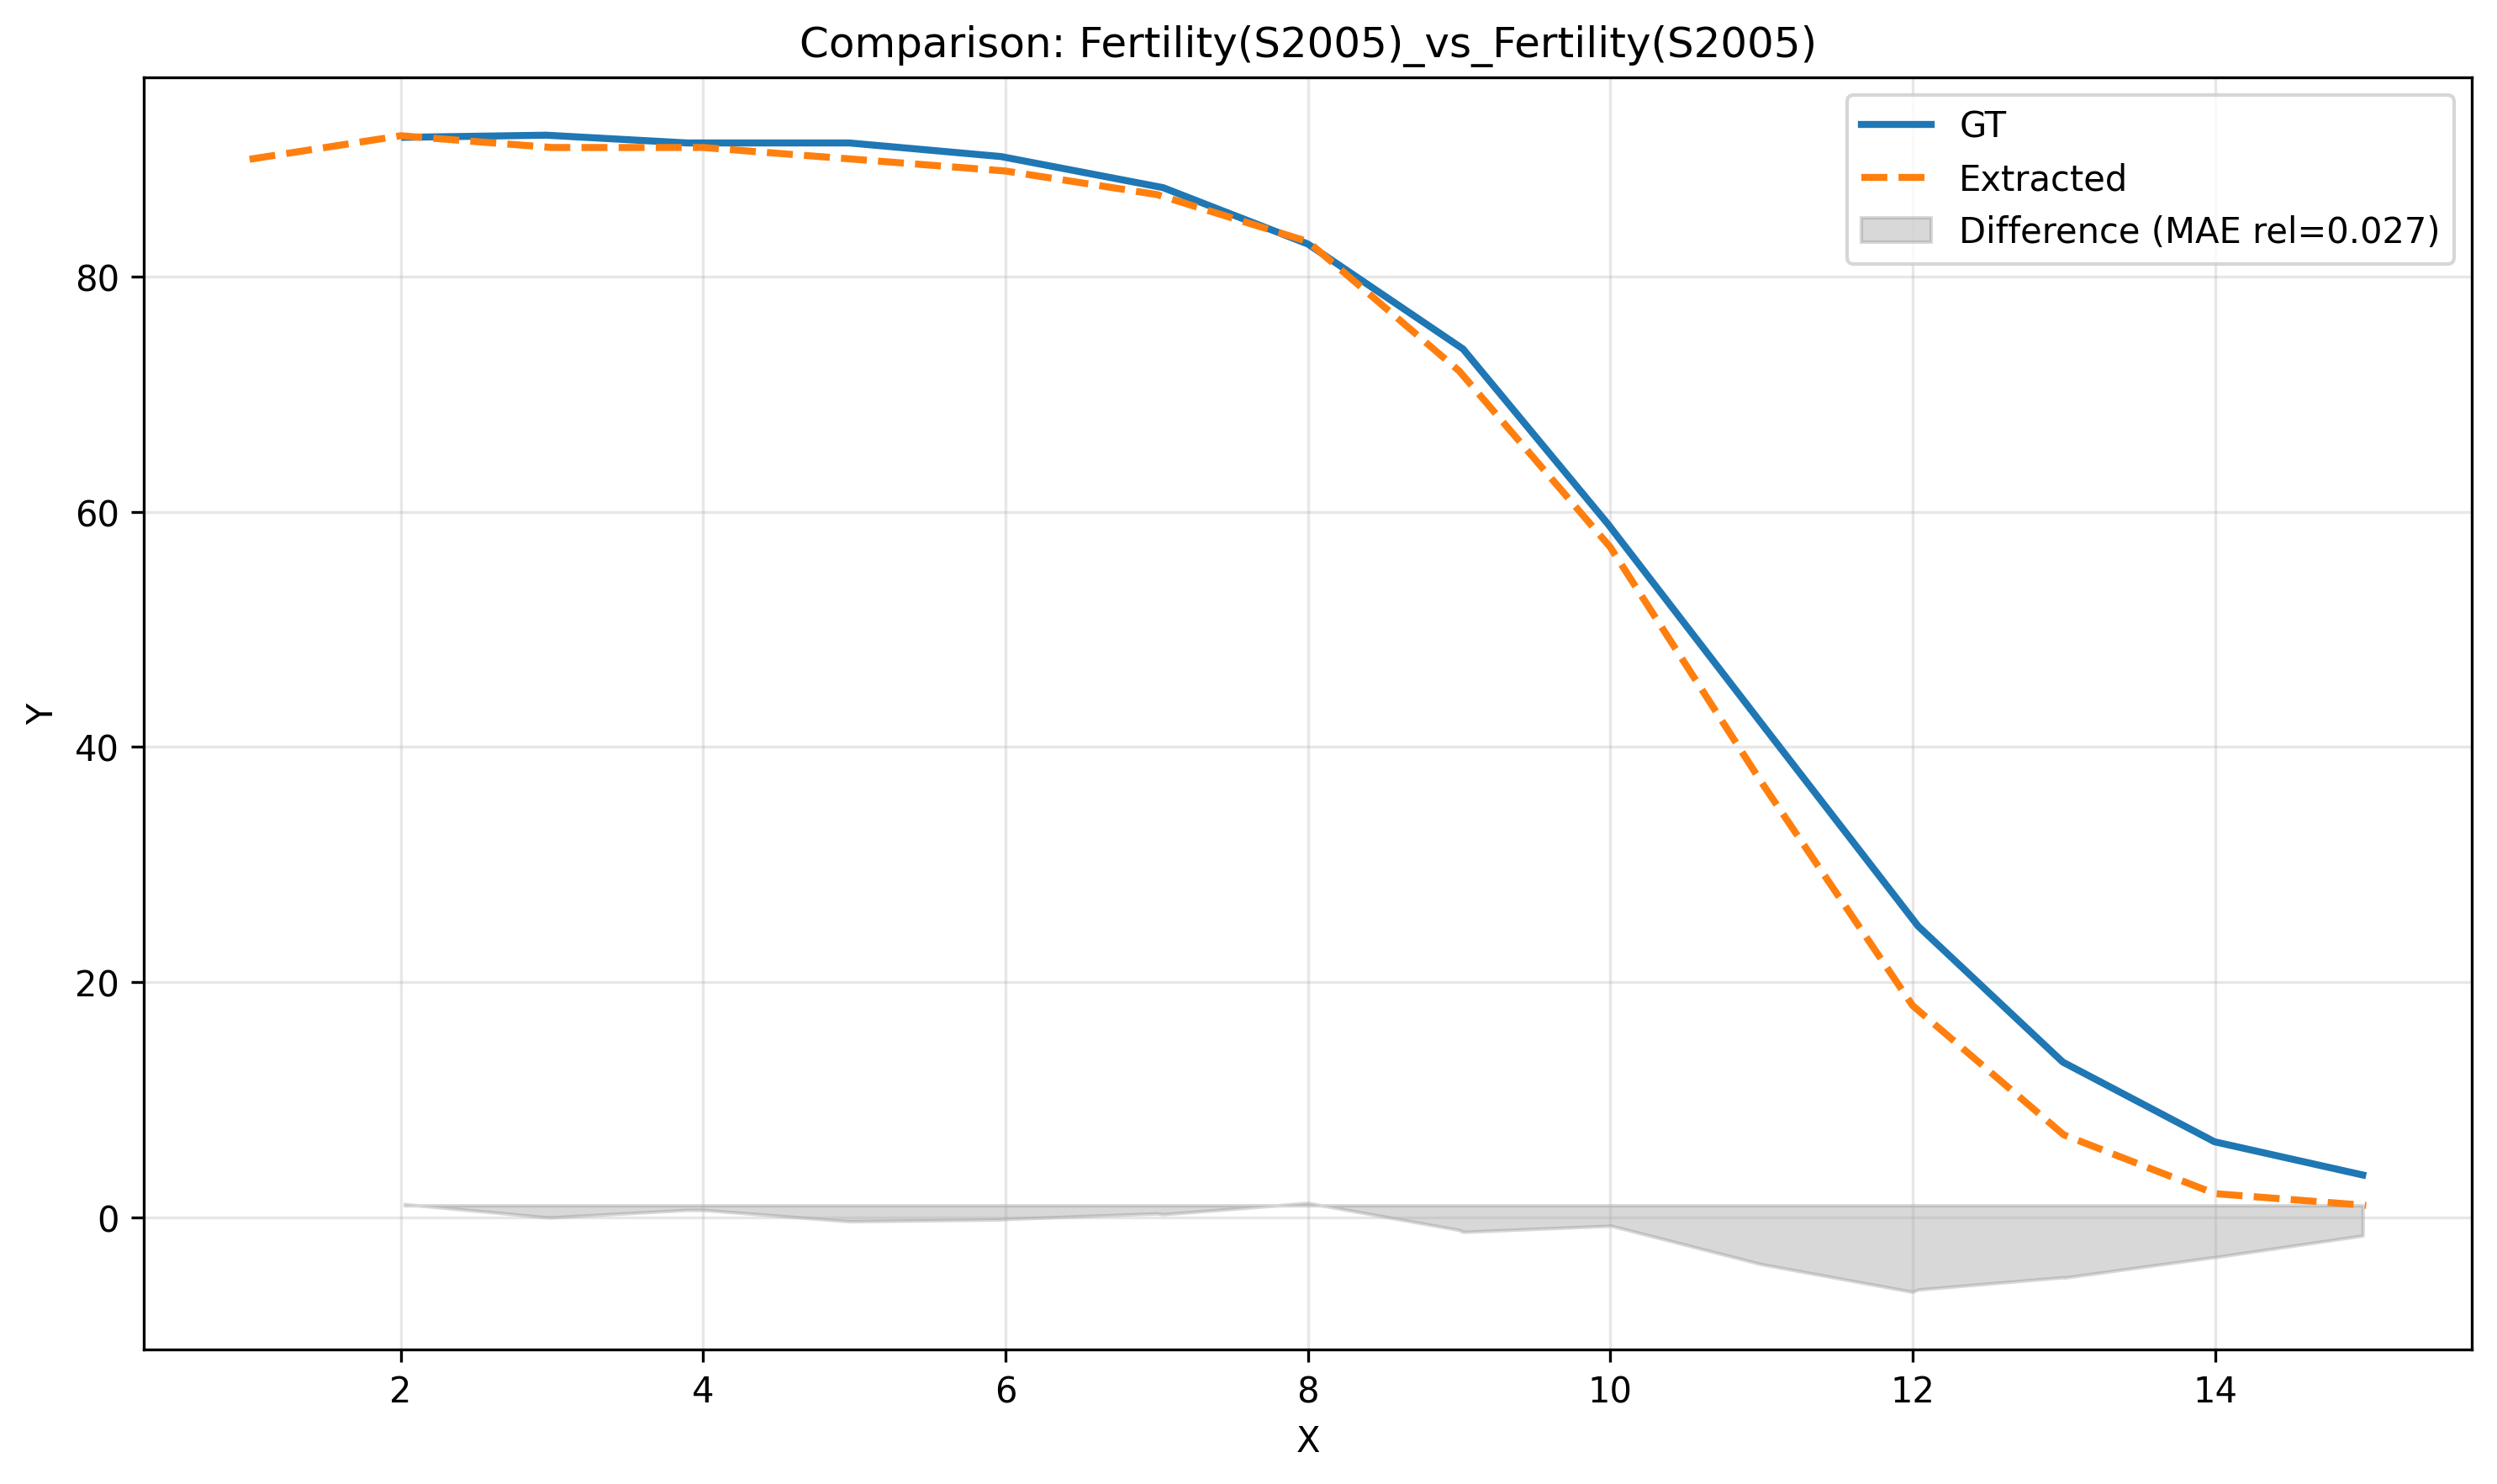 Comparison: Fertility(S2005)_vs_Fertility(S2005)
GT
Extracted
Difference (MAE rel=0.027)
80
60
40
20
0
Y
2 4 6 8 10 12 14
X